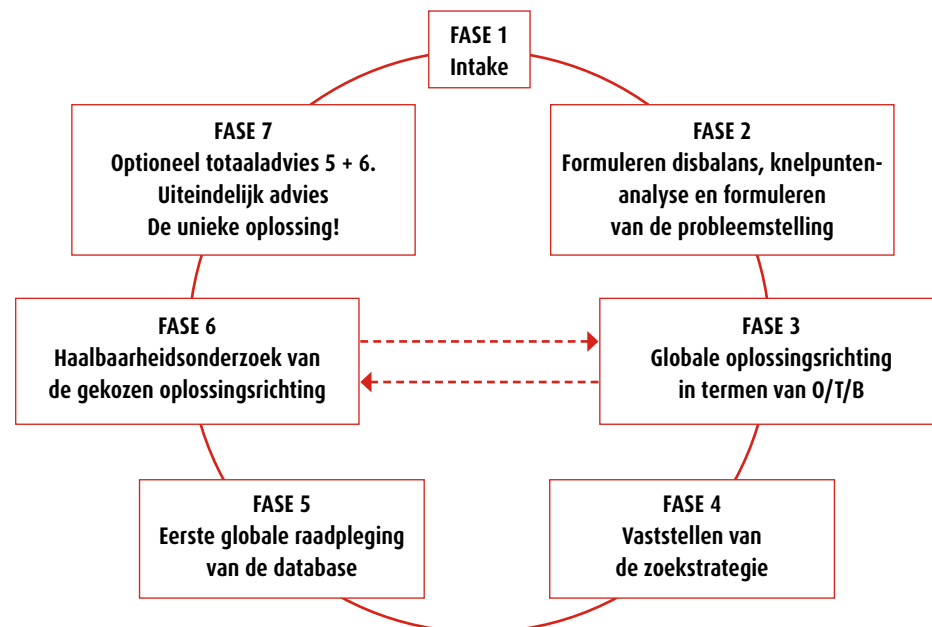 FASE 1
Intake
FASE 7
Optioneel totaaladvies 5 + 6.
Uiteindelijk advies
De unieke oplossing!
FASE 2
Formuleren disbalans, knelpunten-
analyse en formuleren
van de probleemstelling
FASE 6
Haalbaarheidsonderzoek van
de gekozen oplossingsrichting
FASE 3
Globale oplossingsrichting
in termen van O/T/B
FASE 5
Eerste globale raadpleging
van de database
FASE 4
Vaststellen van
de zoekstrategie